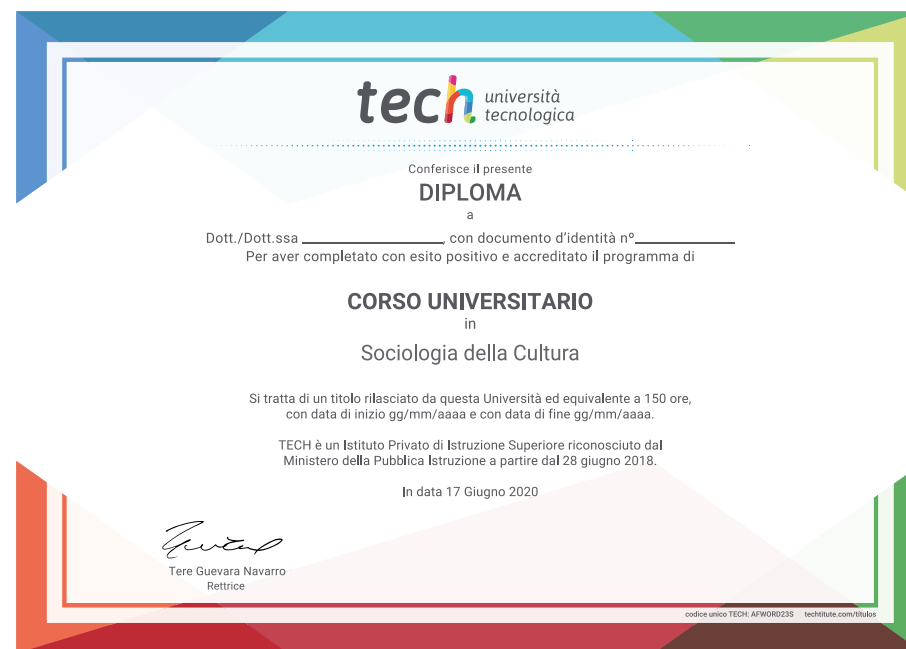 tech università
tecnologica
Conferisce il presente
DIPLOMA
a
Dott./Dott.ssa ____________________, con documento d'identità nº______________
Per aver completato con esito positivo e accreditato il programma di
CORSO UNIVERSITARIO
in
Sociologia della Cultura
Si tratta di un titolo rilasciato da questa Università ed equivalente a 150 ore,
con data di inizio gg/mm/aaaa e con data di fine gg/mm/aaaa.
TECH è un Istituto Privato di Istruzione Superiore riconosciuto dal
Ministero della Pubblica Istruzione a partire dal 28 giugno 2018.
In data 17 Giugno 2020
Tere Guevara Navarro
Rettrice
codice unico TECH: AFWORD23S techtitute.com/títulos